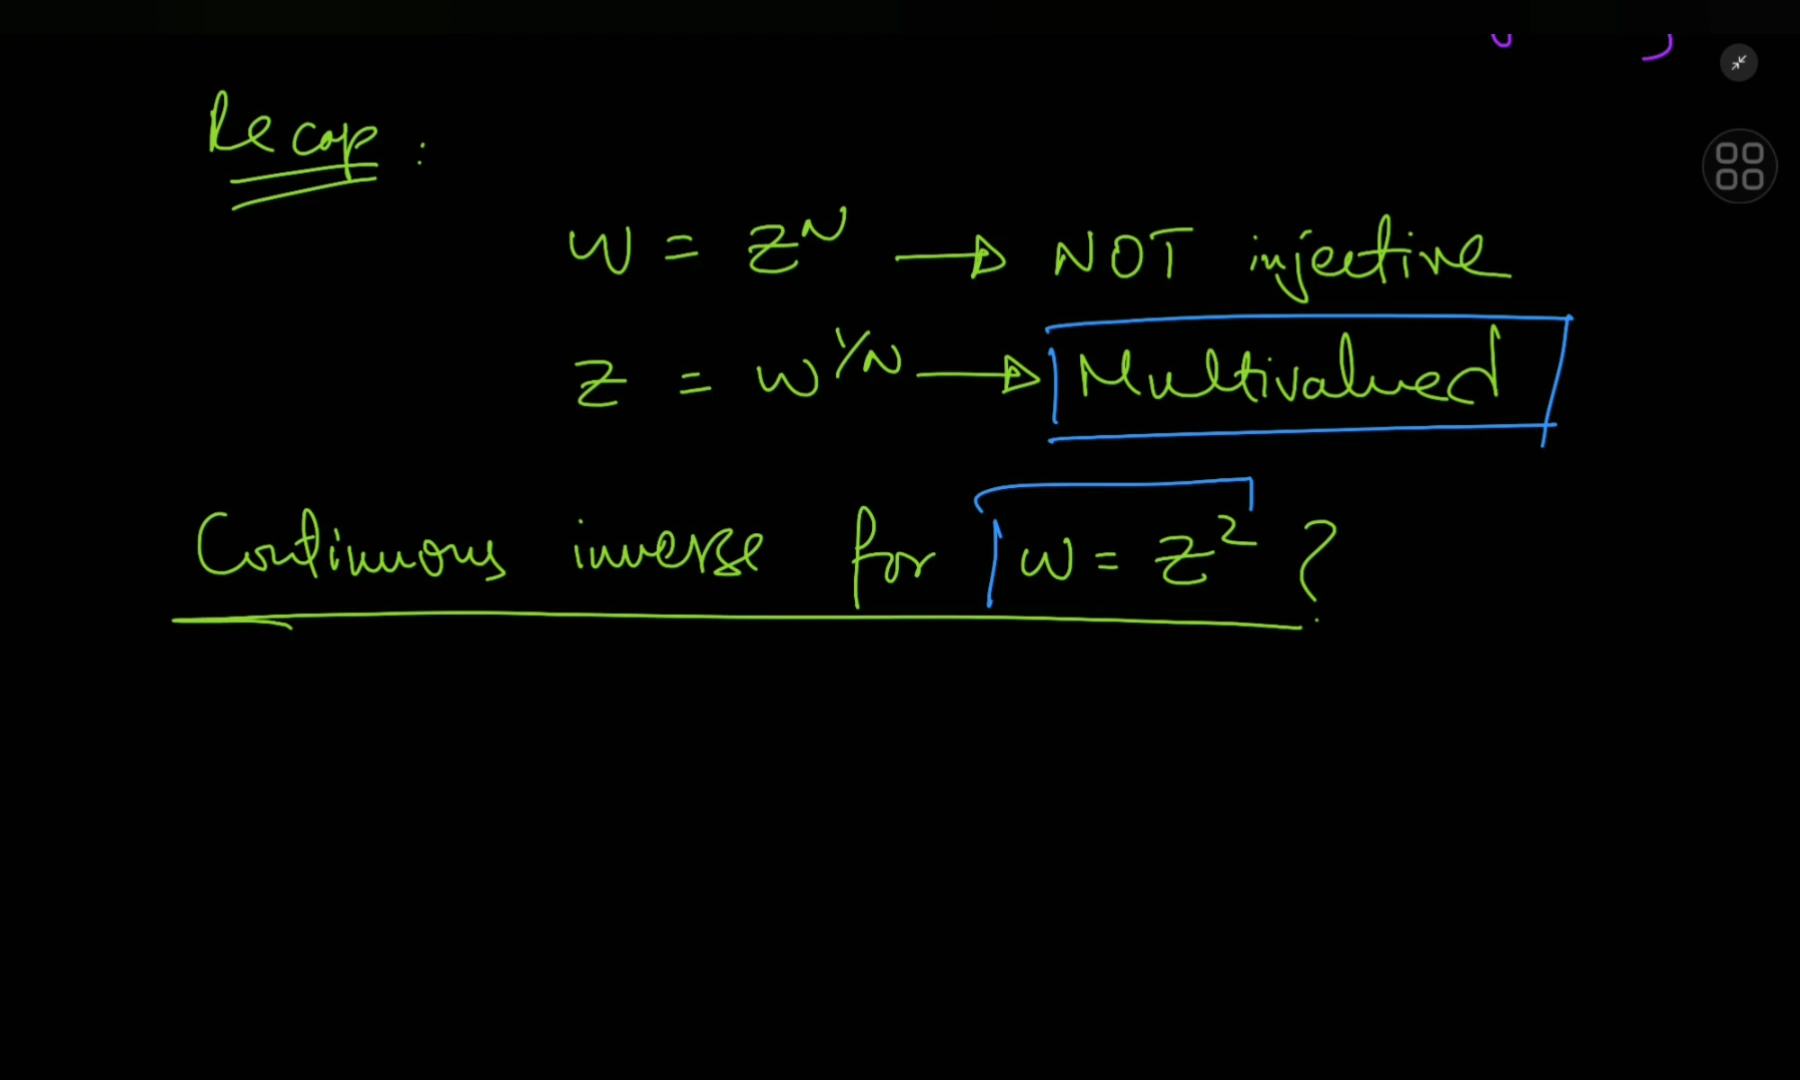 Recap :
w = z^N → NOT injective
z = w^{1/N} → Multivalued
Continuous inverse for w = z^2 ?